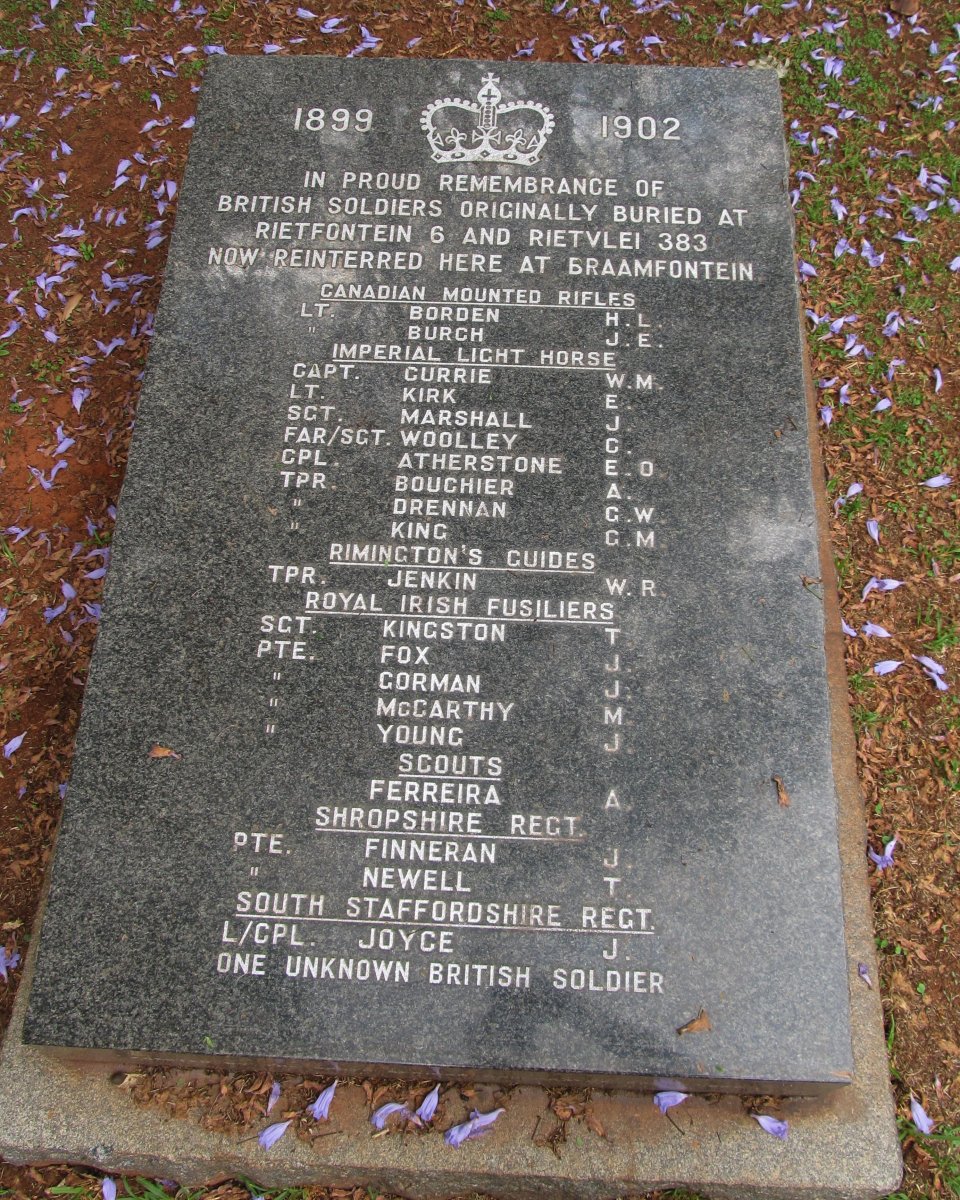 1899 1902
IN PROUD REMEMBRANCE OF
BRITISH SOLDIERS ORIGINALLY BURIED AT
RIETFONTEIN 6 AND RIETVLEI 383
NOW REINTERRED HERE AT BRAAMFONTEIN
CANADIAN MOUNTED RIFLES
LT. BORDEN H.L.
" BURCH J.E.
IMPERIAL LIGHT HORSE
CAPT. CURRIE W.M.
LT. KIRK E.
SGT. MARSHALL J.
FAR/SGT. WOOLLEY C.
CPL. ATHERSTONE E.O.
TPR. BOUCHIER A.
" DRENNAN G.W.
" KING G.M.
RIMINGTON'S GUIDES
TPR. JENKIN W.R
ROYAL IRISH FUSILIERS
SGT. KINGSTON T
PTE. FOX J.
" GORMAN J.
" McCARTHY M
" YOUNG J.
SCOUTS
FERREIRA A
SHROPSHIRE REGT.
PTE. FINNERAN J.
" NEWELL T.
SOUTH STAFFORDSHIRE REGT.
L/CPL. JOYCE J.
ONE UNKNOWN BRITISH SOLDIER